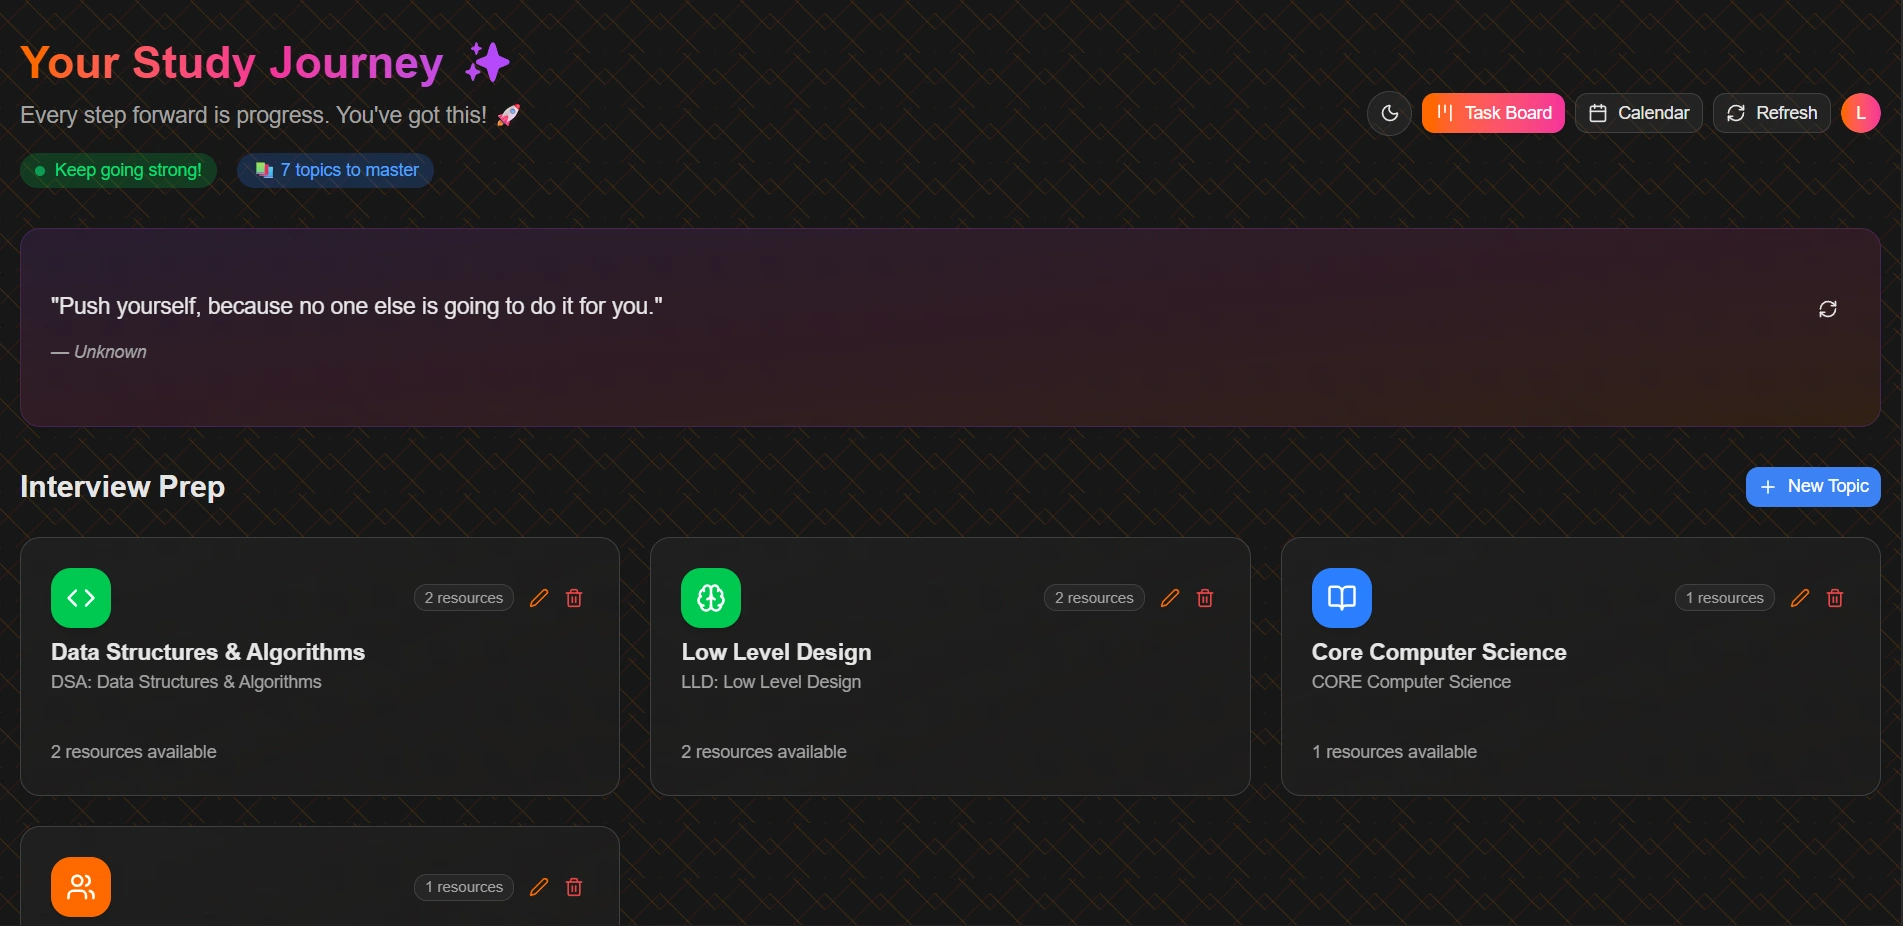 Your Study Journey ✨
Every step forward is progress. You've got this! 🚀
Task Board
Calendar
Refresh
L
Keep going strong!
📚 7 topics to master
"Push yourself, because no one else is going to do it for you."
— Unknown
Interview Prep
+ New Topic
2 resources
Data Structures & Algorithms
DSA: Data Structures & Algorithms
2 resources available
2 resources
Low Level Design
LLD: Low Level Design
2 resources available
1 resources
Core Computer Science
CORE Computer Science
1 resources available
1 resources